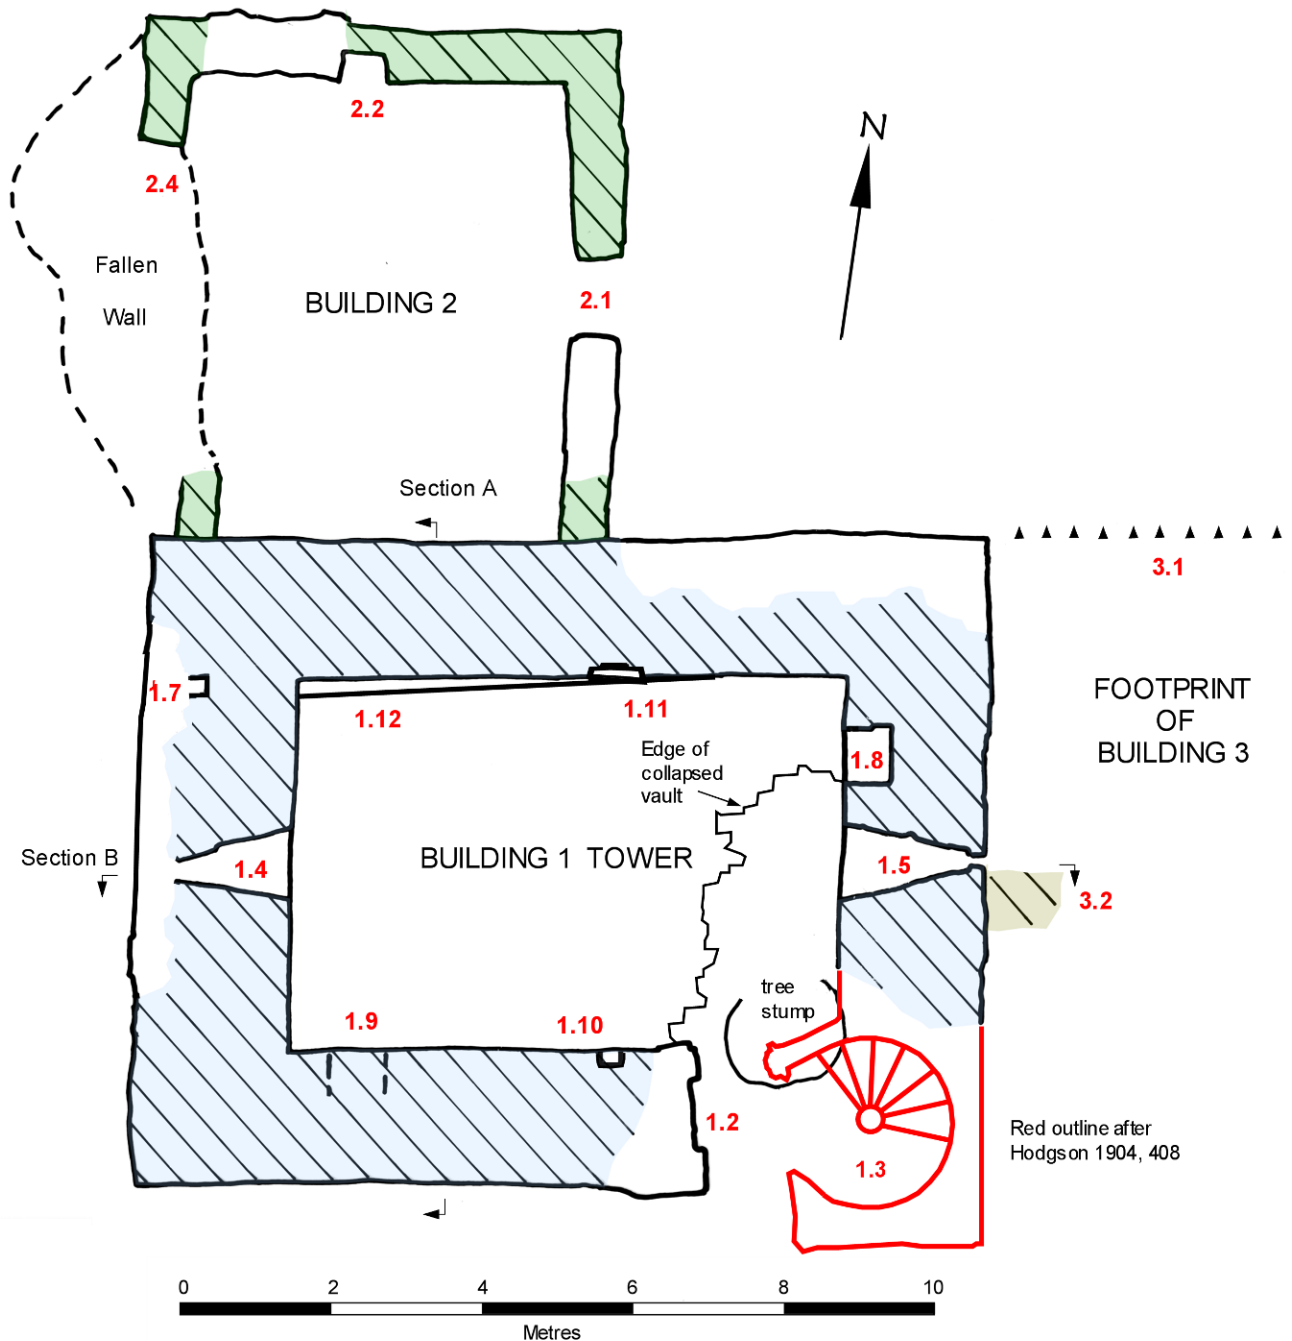 2.2
N
2.4
Fallen
Wall
BUILDING 2
2.1
Section A
3.1
1.7
1.12
1.11
FOOTPRINT
OF
BUILDING 3
Edge of
collapsed
vault
1.8
Section B
1.4
BUILDING 1 TOWER
1.5
3.2
tree
stump
1.9
1.10
1.2
1.3
Red outline after
Hodgson 1904, 408
0 2 4 6 8 10
Metres